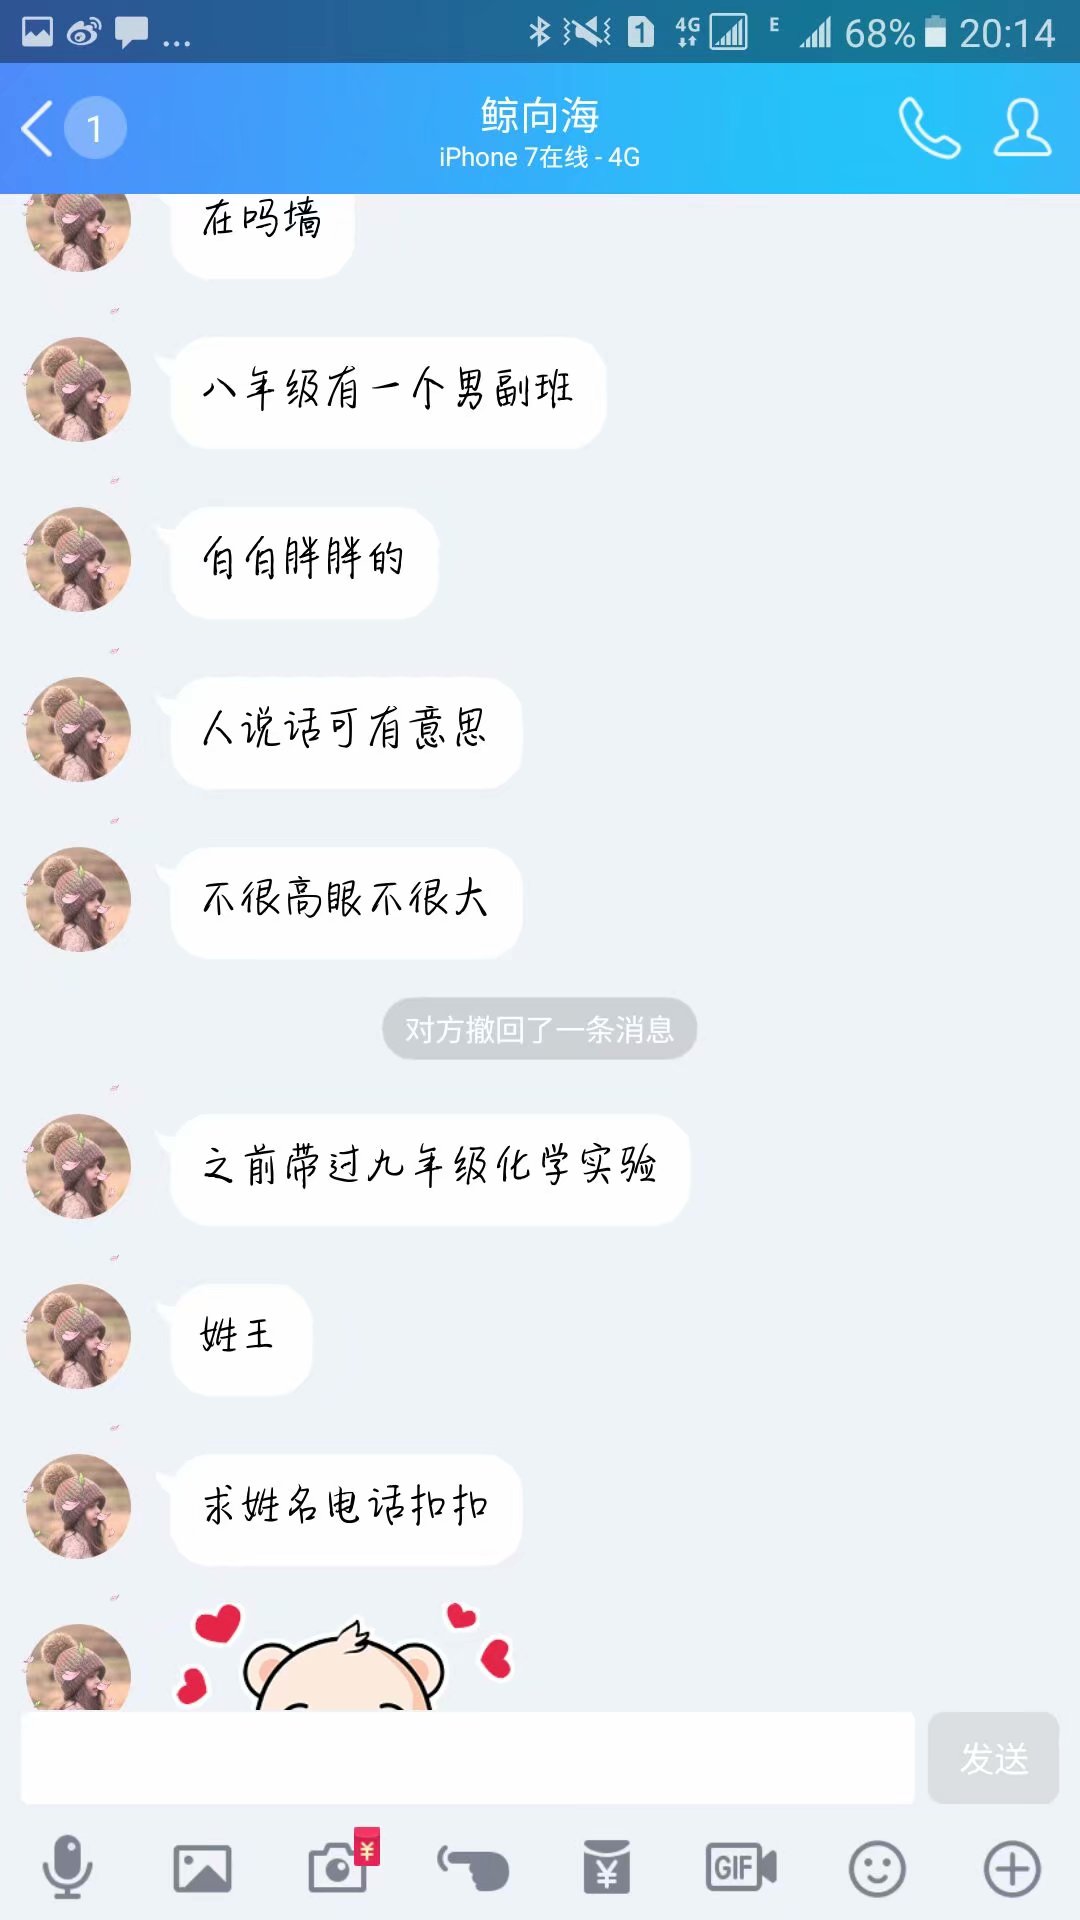 ... 1 4G E 68% 20:14
1
鲸向海
iPhone 7在线 - 4G
在吗墙
八年级有一个男副班
白白胖胖的
人说话可有意思
不很高眼不很大
对方撤回了一条消息
之前带过九年级化学实验
姓王
求姓名电话扣扣
发送
¥
¥
GIF